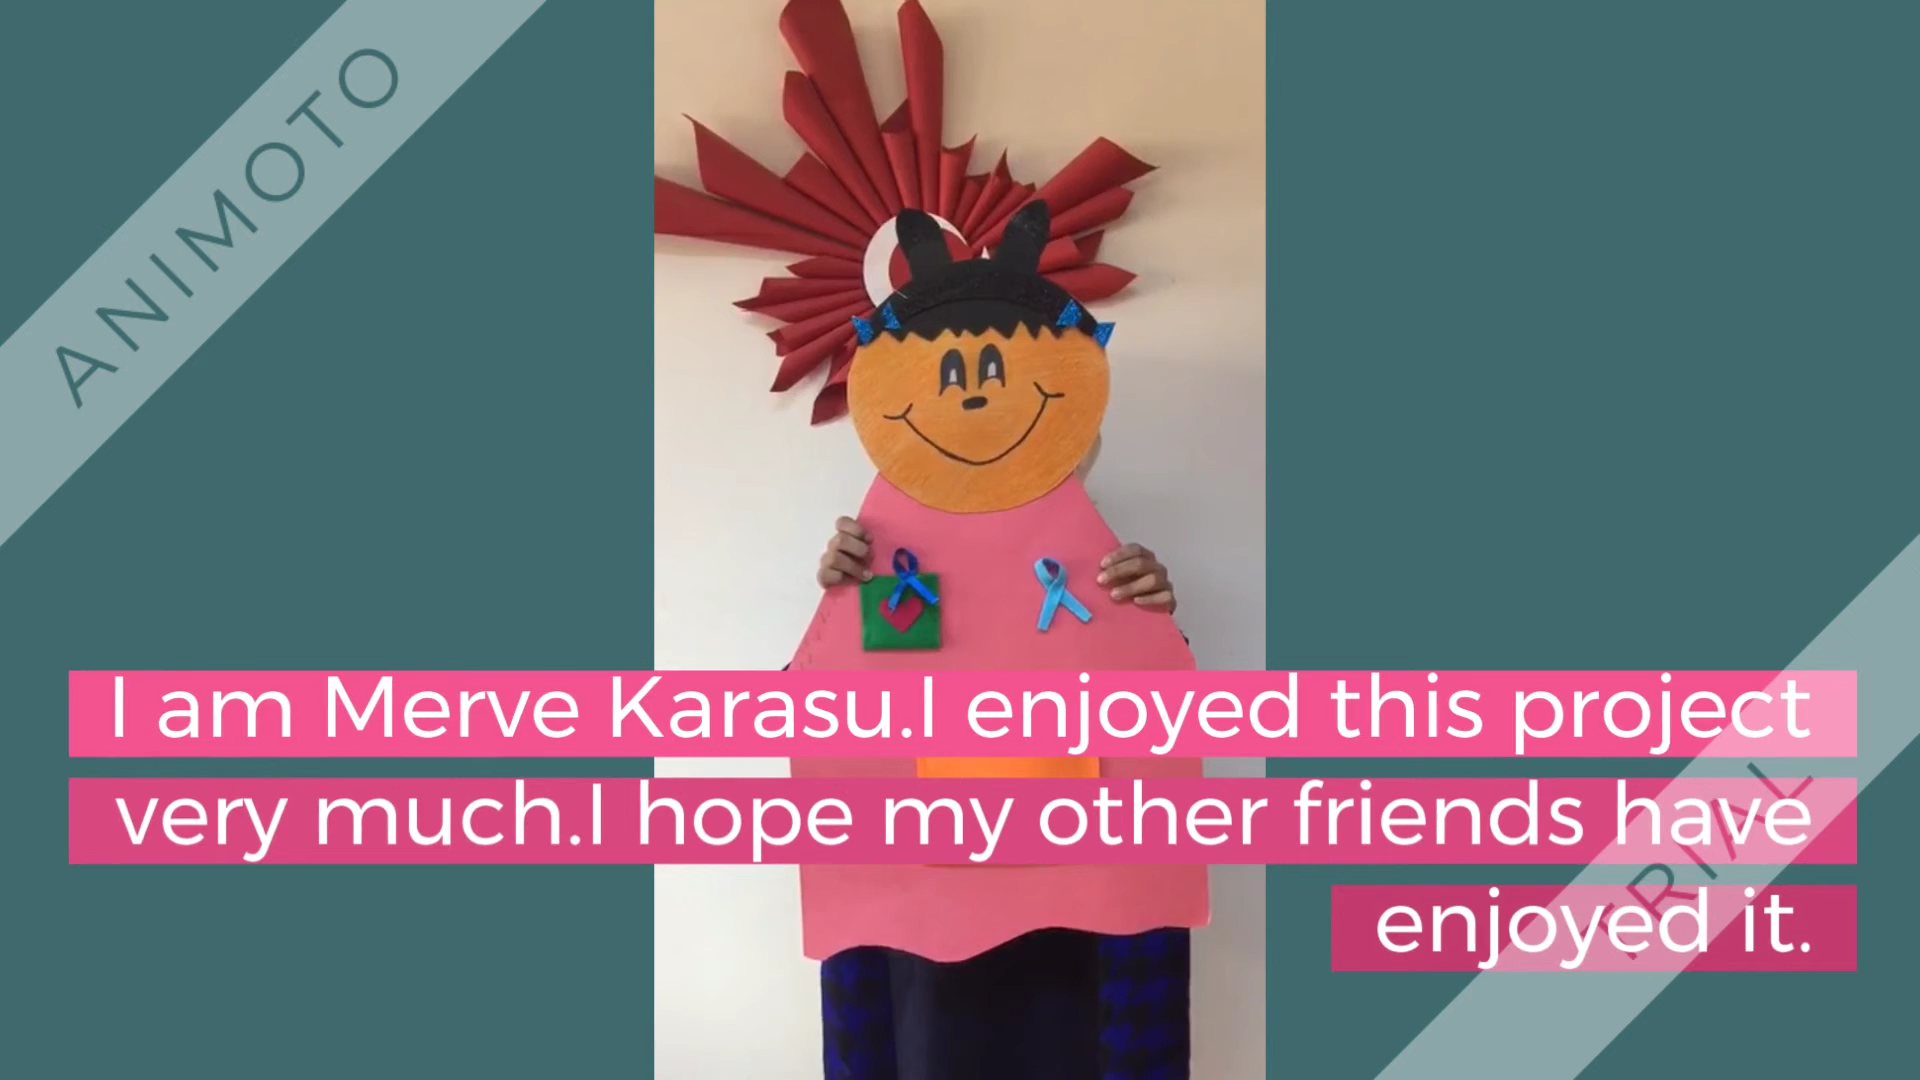 ANIMOTO
I am Merve Karasu.I enjoyed this project
very much.I hope my other friends have
enjoyed it.
TRIAL